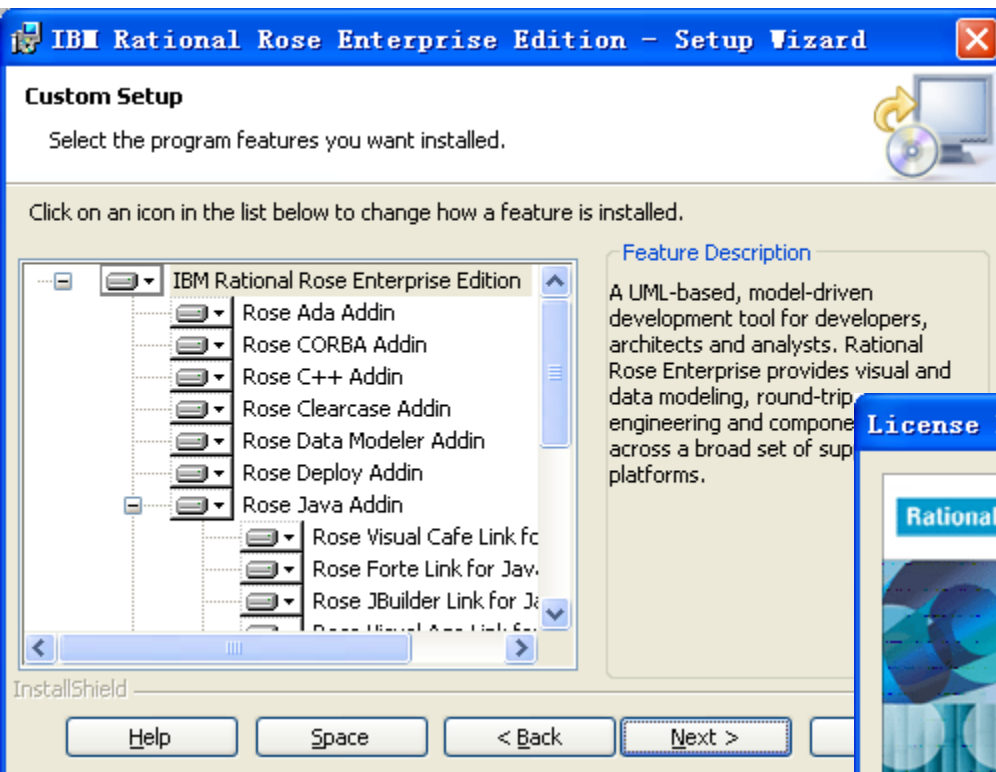 IBM Rational Rose Enterprise Edition - Setup Wizard
Custom Setup
Select the program features you want installed.
Click on an icon in the list below to change how a feature is installed.
IBM Rational Rose Enterprise Edition
Rose Ada Addin
Rose CORBA Addin
Rose C++ Addin
Rose Clearcase Addin
Rose Data Modeler Addin
Rose Deploy Addin
Rose Java Addin
Rose Visual Cafe Link fo
Rose Forte Link for Jav
Rose JBuilder Link for Ja
Feature Description
A UML-based, model-driven
development tool for developers,
architects and analysts. Rational
Rose Enterprise provides visual and
data modeling, round-trip
engineering and compone
across a broad set of sup
platforms.
License
Rational
InstallShield
Help
Space
< Back
Next >